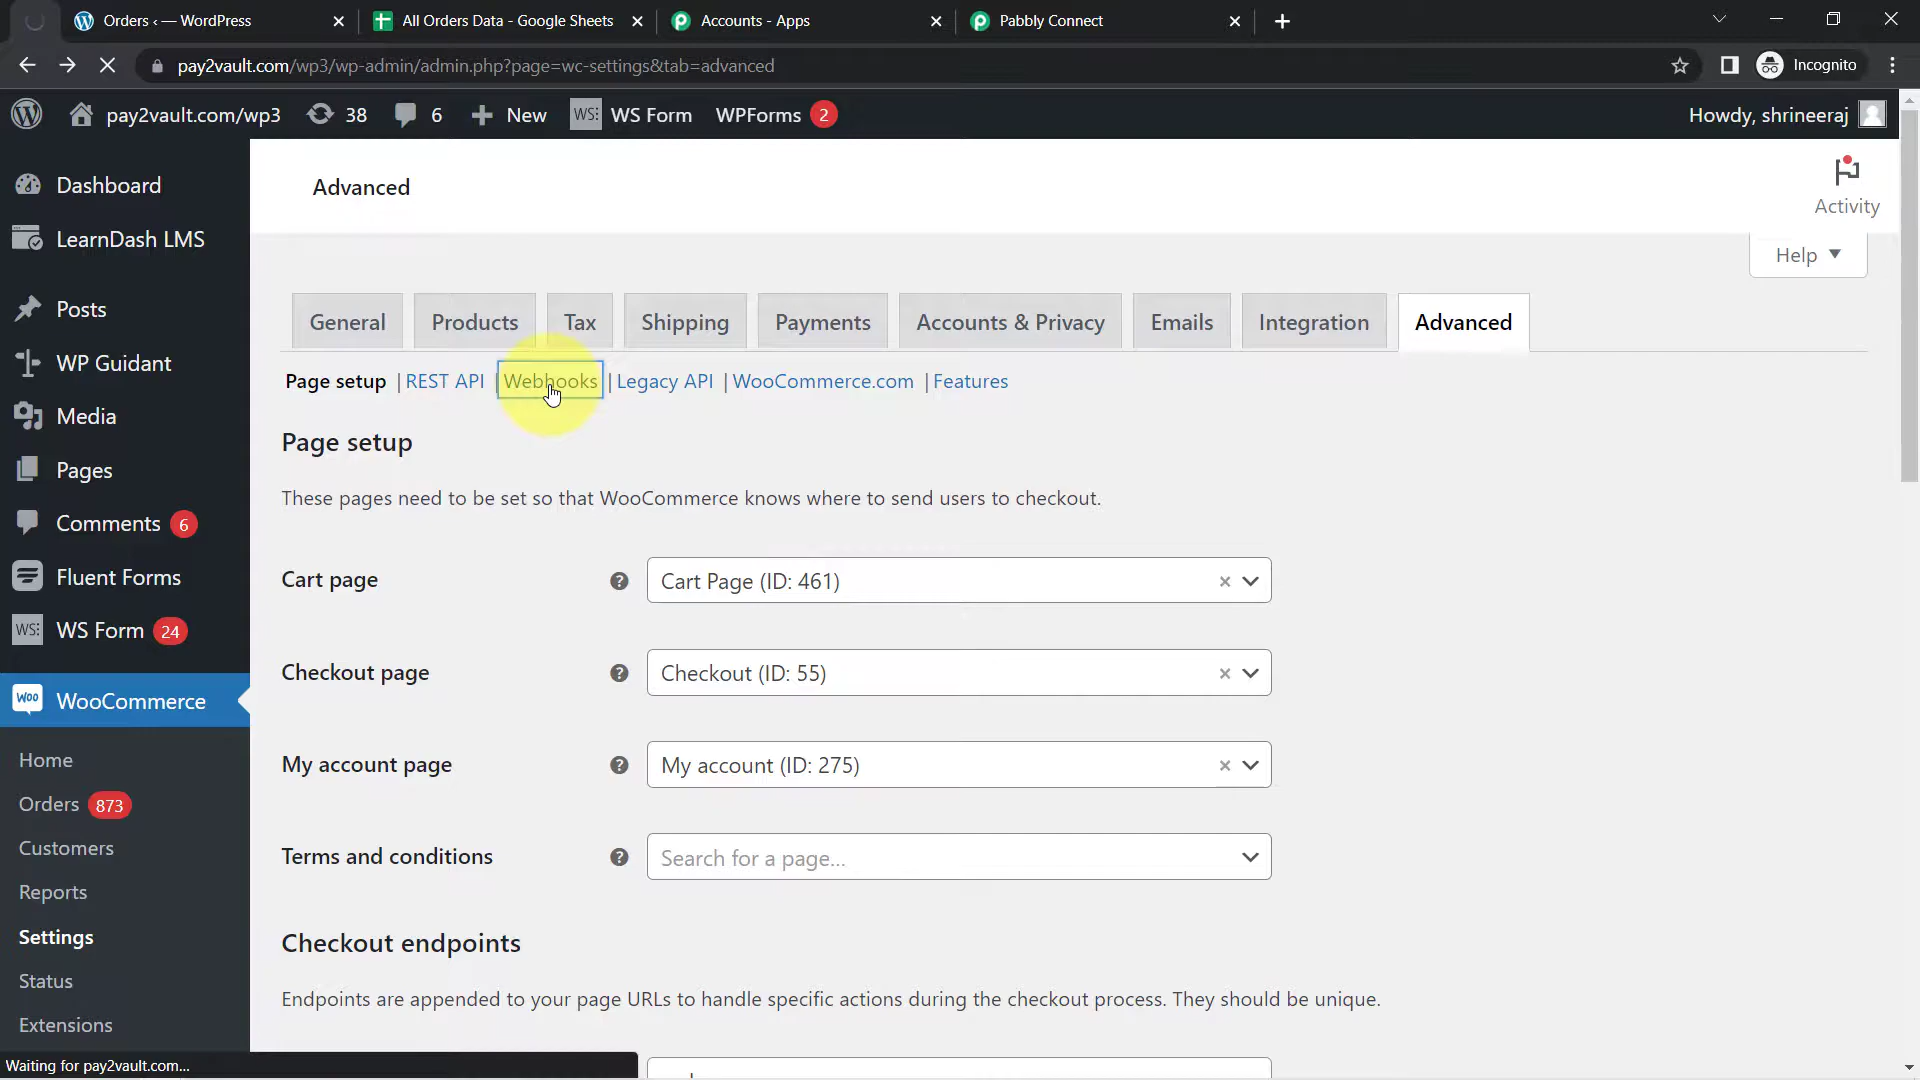 Orders ‹ — WordPress
All Orders Data - Google Sheets
Accounts - Apps
Pabbly Connect
pay2vault.com/wp3/wp-admin/admin.php?page=wc-settings&tab=advanced
Incognito
pay2vault.com/wp3
38
6
New
WS: WS Form
WPForms 2
Howdy, shrineeraj
Dashboard
LearnDash LMS
Posts
WP Guidant
Media
Pages
Comments 6
Fluent Forms
WS: WS Form 24
Woo WooCommerce
Home
Orders 873
Customers
Reports
Settings
Status
Extensions
Advanced
Activity
Help
General
Products
Tax
Shipping
Payments
Accounts & Privacy
Emails
Integration
Advanced
Page setup | REST API | Webhooks | Legacy API | WooCommerce.com | Features
Page setup
These pages need to be set so that WooCommerce knows where to send users to checkout.
Cart page ? Cart Page (ID: 461) ×
Checkout page ? Checkout (ID: 55) ×
My account page ? My account (ID: 275) ×
Terms and conditions ? Search for a page...
Checkout endpoints
Endpoints are appended to your page URLs to handle specific actions during the checkout process. They should be unique.
Waiting for pay2vault.com...